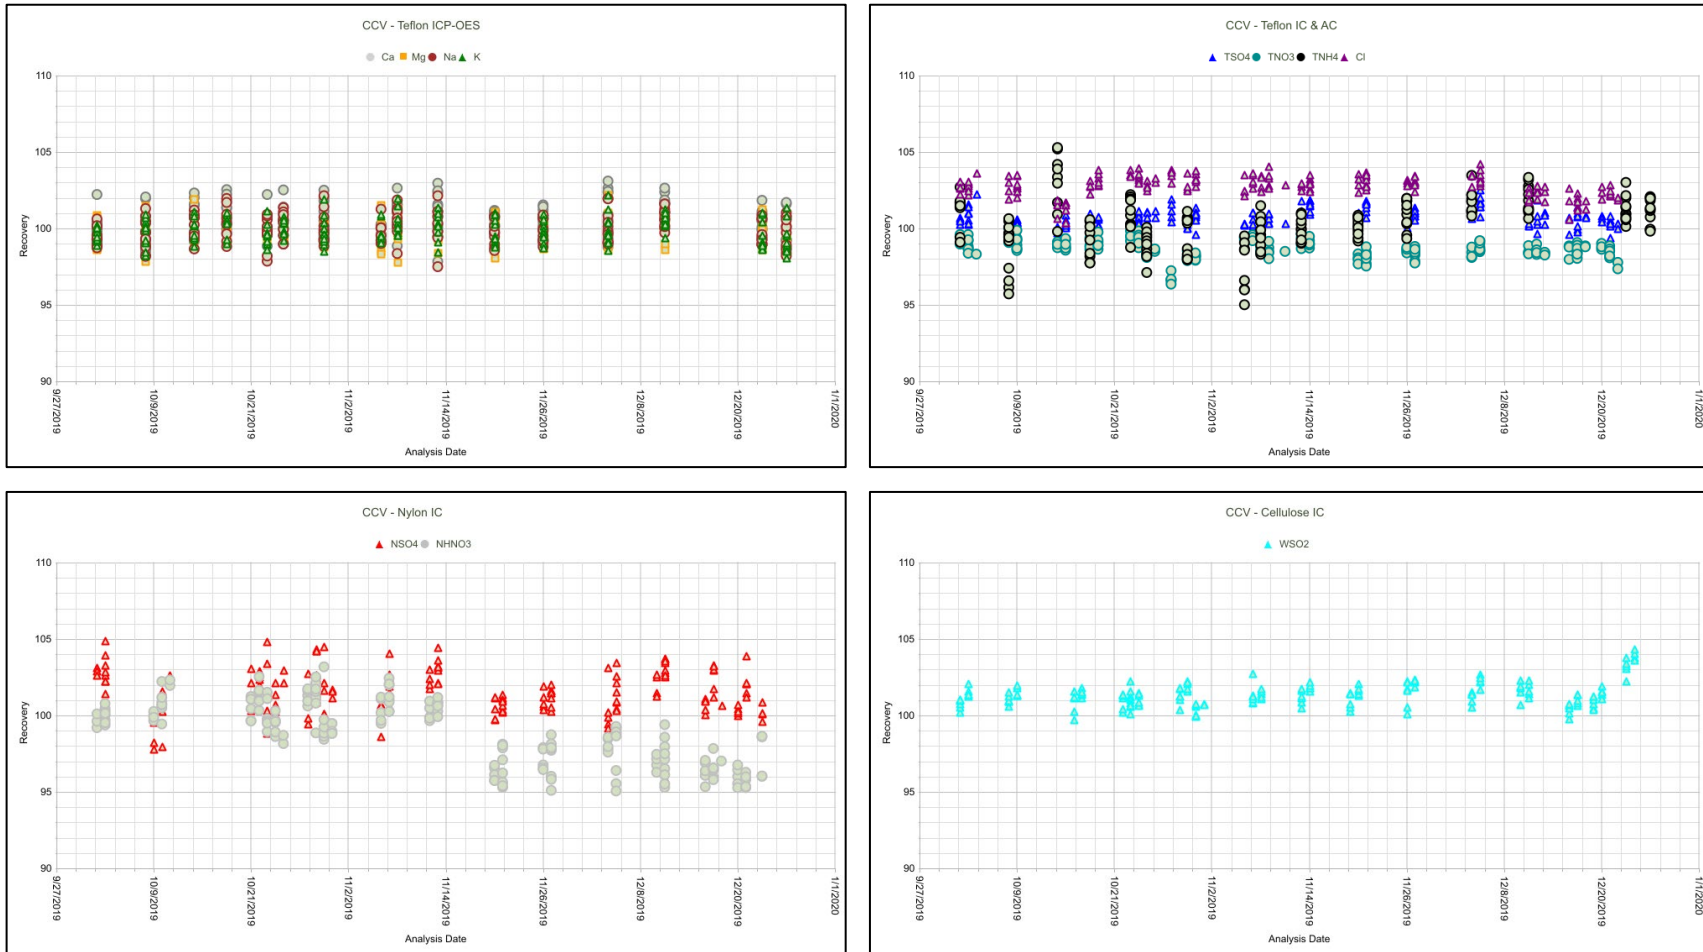 CCV - Teflon ICP-OES
Ca Mg Na K
110
105
100
95
90
Recovery
9/27/2019 10/9/2019 10/21/2019 11/2/2019 11/14/2019 11/26/2019 12/8/2019 12/20/2019 1/1/2020
Analysis Date
CCV - Teflon IC & AC
TSO4 TNO3 TNH4 Cl
110
105
100
95
90
Recovery
9/27/2019 10/9/2019 10/21/2019 11/2/2019 11/14/2019 11/26/2019 12/8/2019 12/20/2019 1/1/2020
Analysis Date
CCV - Nylon IC
NSO4 NHNO3
110
105
100
95
90
Recovery
9/27/2019 10/9/2019 10/21/2019 11/2/2019 11/14/2019 11/26/2019 12/8/2019 12/20/2019 1/1/2020
Analysis Date
CCV - Cellulose IC
WSO2
110
105
100
95
90
Recovery
9/27/2019 10/9/2019 10/21/2019 11/2/2019 11/14/2019 11/26/2019 12/8/2019 12/20/2019 1/1/2020
Analysis Date